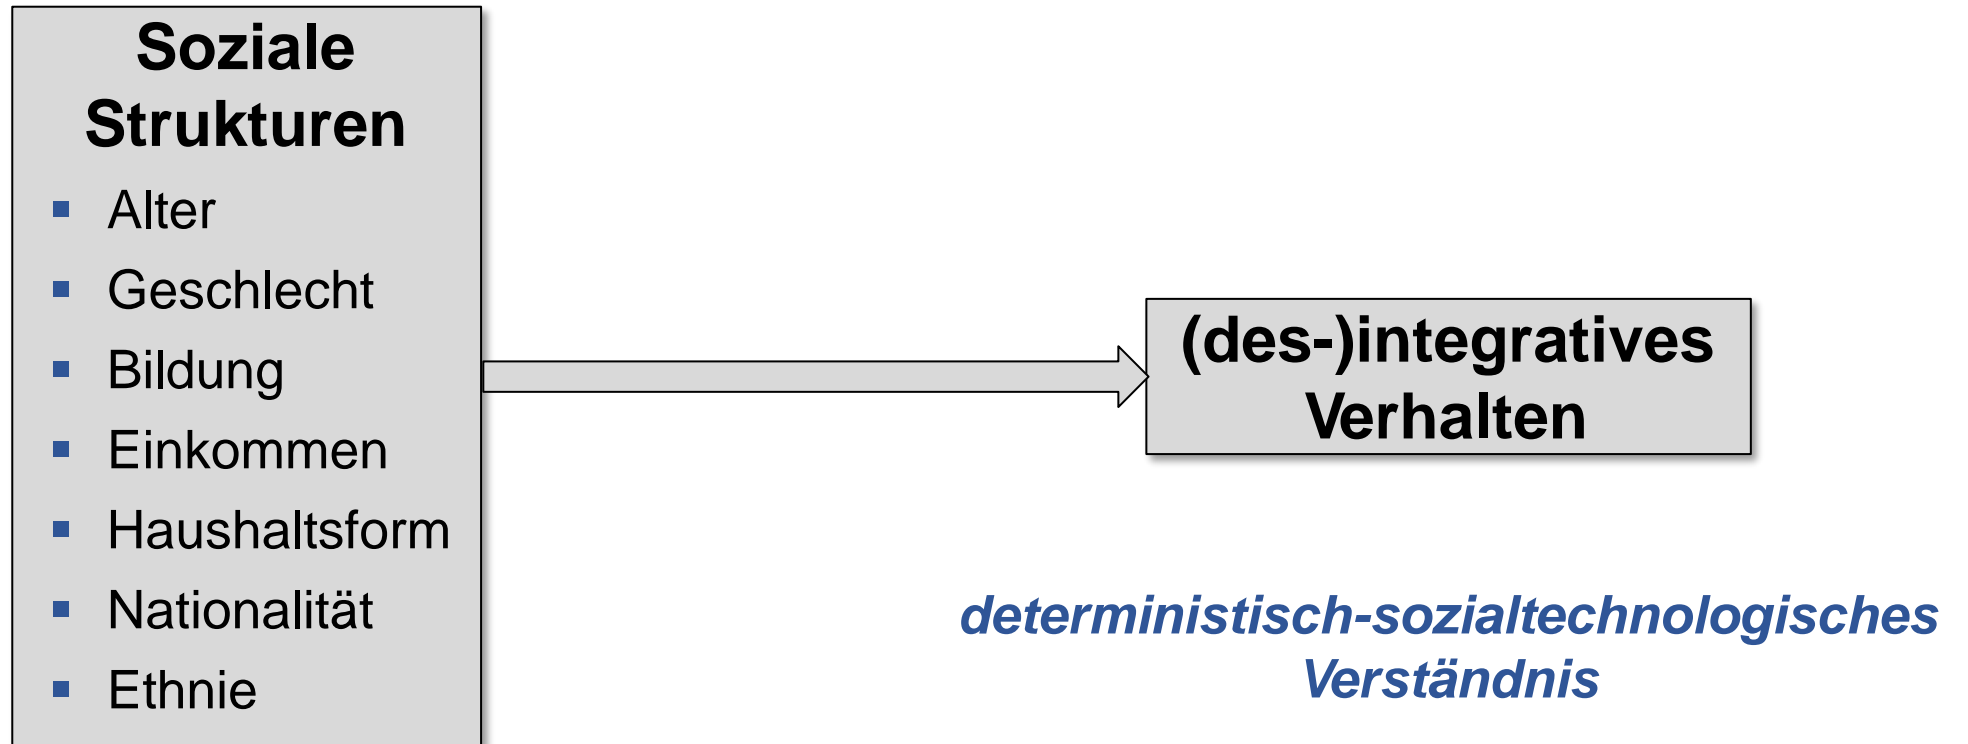 Soziale
Strukturen
▪ Alter
▪ Geschlecht
▪ Bildung
▪ Einkommen
▪ Haushaltsform
▪ Nationalität
▪ Ethnie
(des-)integratives
Verhalten
deterministisch-sozialtechnologisches
Verständnis